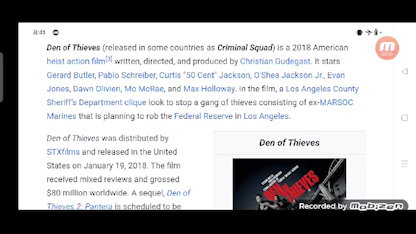 8:41
Den of Thieves (released in some countries as Criminal Squad) is a 2018 American
heist action film[3] written, directed, and produced by Christian Gudegast. It stars
Gerard Butler, Pablo Schreiber, Curtis "50 Cent" Jackson, O'Shea Jackson Jr., Evan
Jones, Dawn Olivieri, Mo McRae, and Max Holloway. In the film, a Los Angeles County
Sheriff's Department clique look to stop a gang of thieves consisting of ex-MARSOC
Marines that is planning to rob the Federal Reserve in Los Angeles.
Den of Thieves was distributed by
STXfilms and released in the
United States on January 19, 2018. The film
received mixed reviews and grossed
$80 million worldwide. A sequel, Den of
Thieves 2: Pantera is scheduled to be
Den of Thieves
THIEVES
Recorded by mobizen